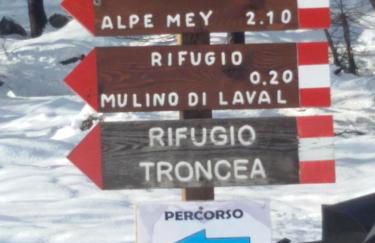 ALPE MEY 2.10
RIFUGIO
0.20
MULINO DI LAVAL
RIFUGIO
TRONCEA
PERCORSO